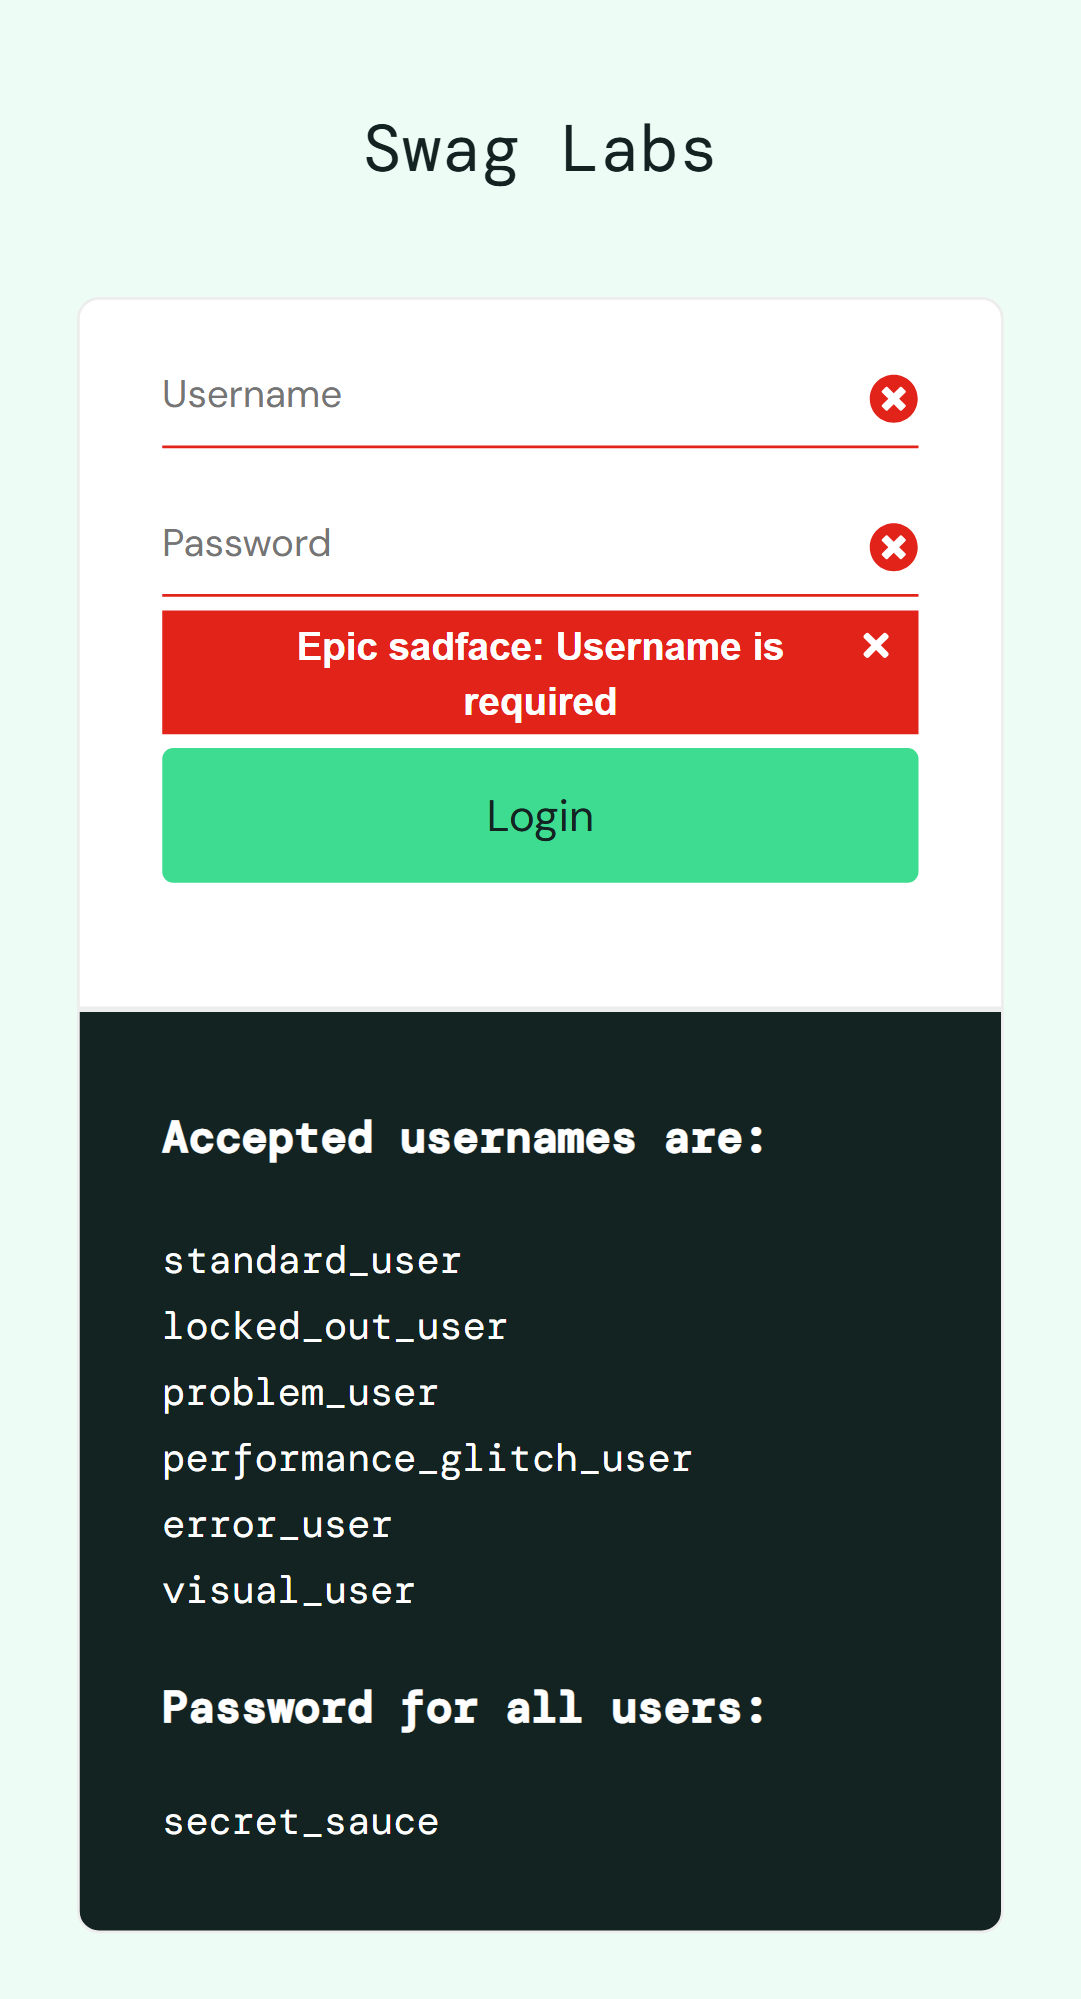 Swag Labs
Username
Password
Epic sadface: Username is
required
Login
Accepted usernames are:
standard_user
locked_out_user
problem_user
performance_glitch_user
error_user
visual_user
Password for all users:
secret_sauce